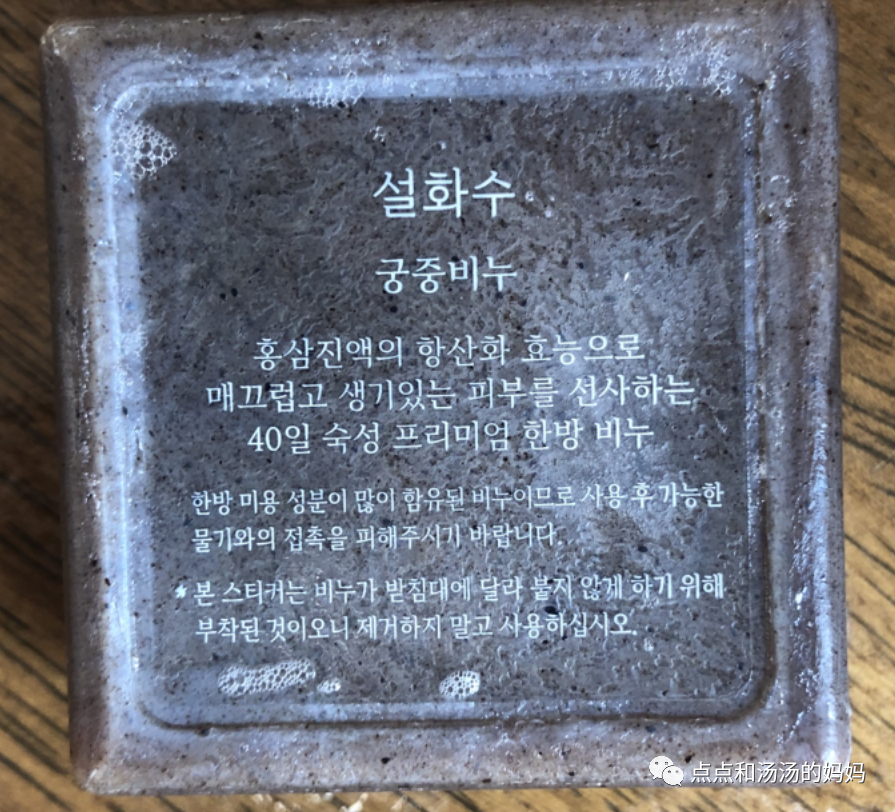 설화수
궁중비누
홍삼진액의 항산화 효능으로
매끄럽고 생기있는 피부를 선사하는
40일 숙성 프리미엄 한방 비누
한방 미용 성분이 많이 함유된 비누이므로 사용 후 가능한
물기와의 접촉을 피해주시기 바랍니다.
* 본 스티커는 비누가 받침대에 달라 붙지 않게 하기 위해
부착된 것이오니 제거하지 말고 사용하십시오.
点点和汤汤的妈妈